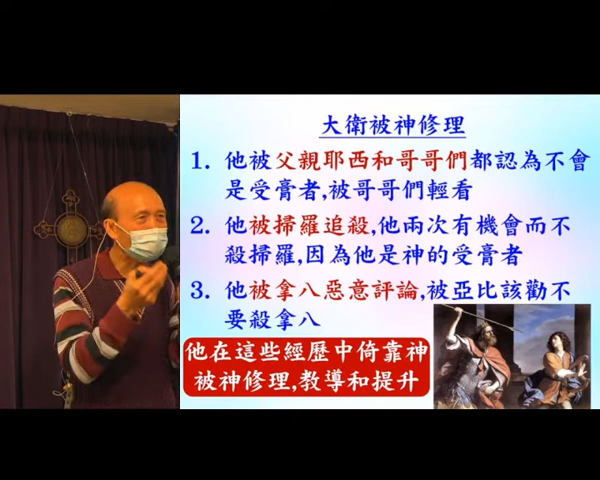 大衛被神修理
1. 他被父親耶西和哥哥們都認為不會
是受膏者,被哥哥們輕看
2. 他被掃羅追殺,他兩次有機會而不
殺掃羅,因為他是神的受膏者
3. 他被拿八惡意評論,被亞比該勸不
要殺拿八
他在這些經歷中倚靠神
被神修理,教導和提升